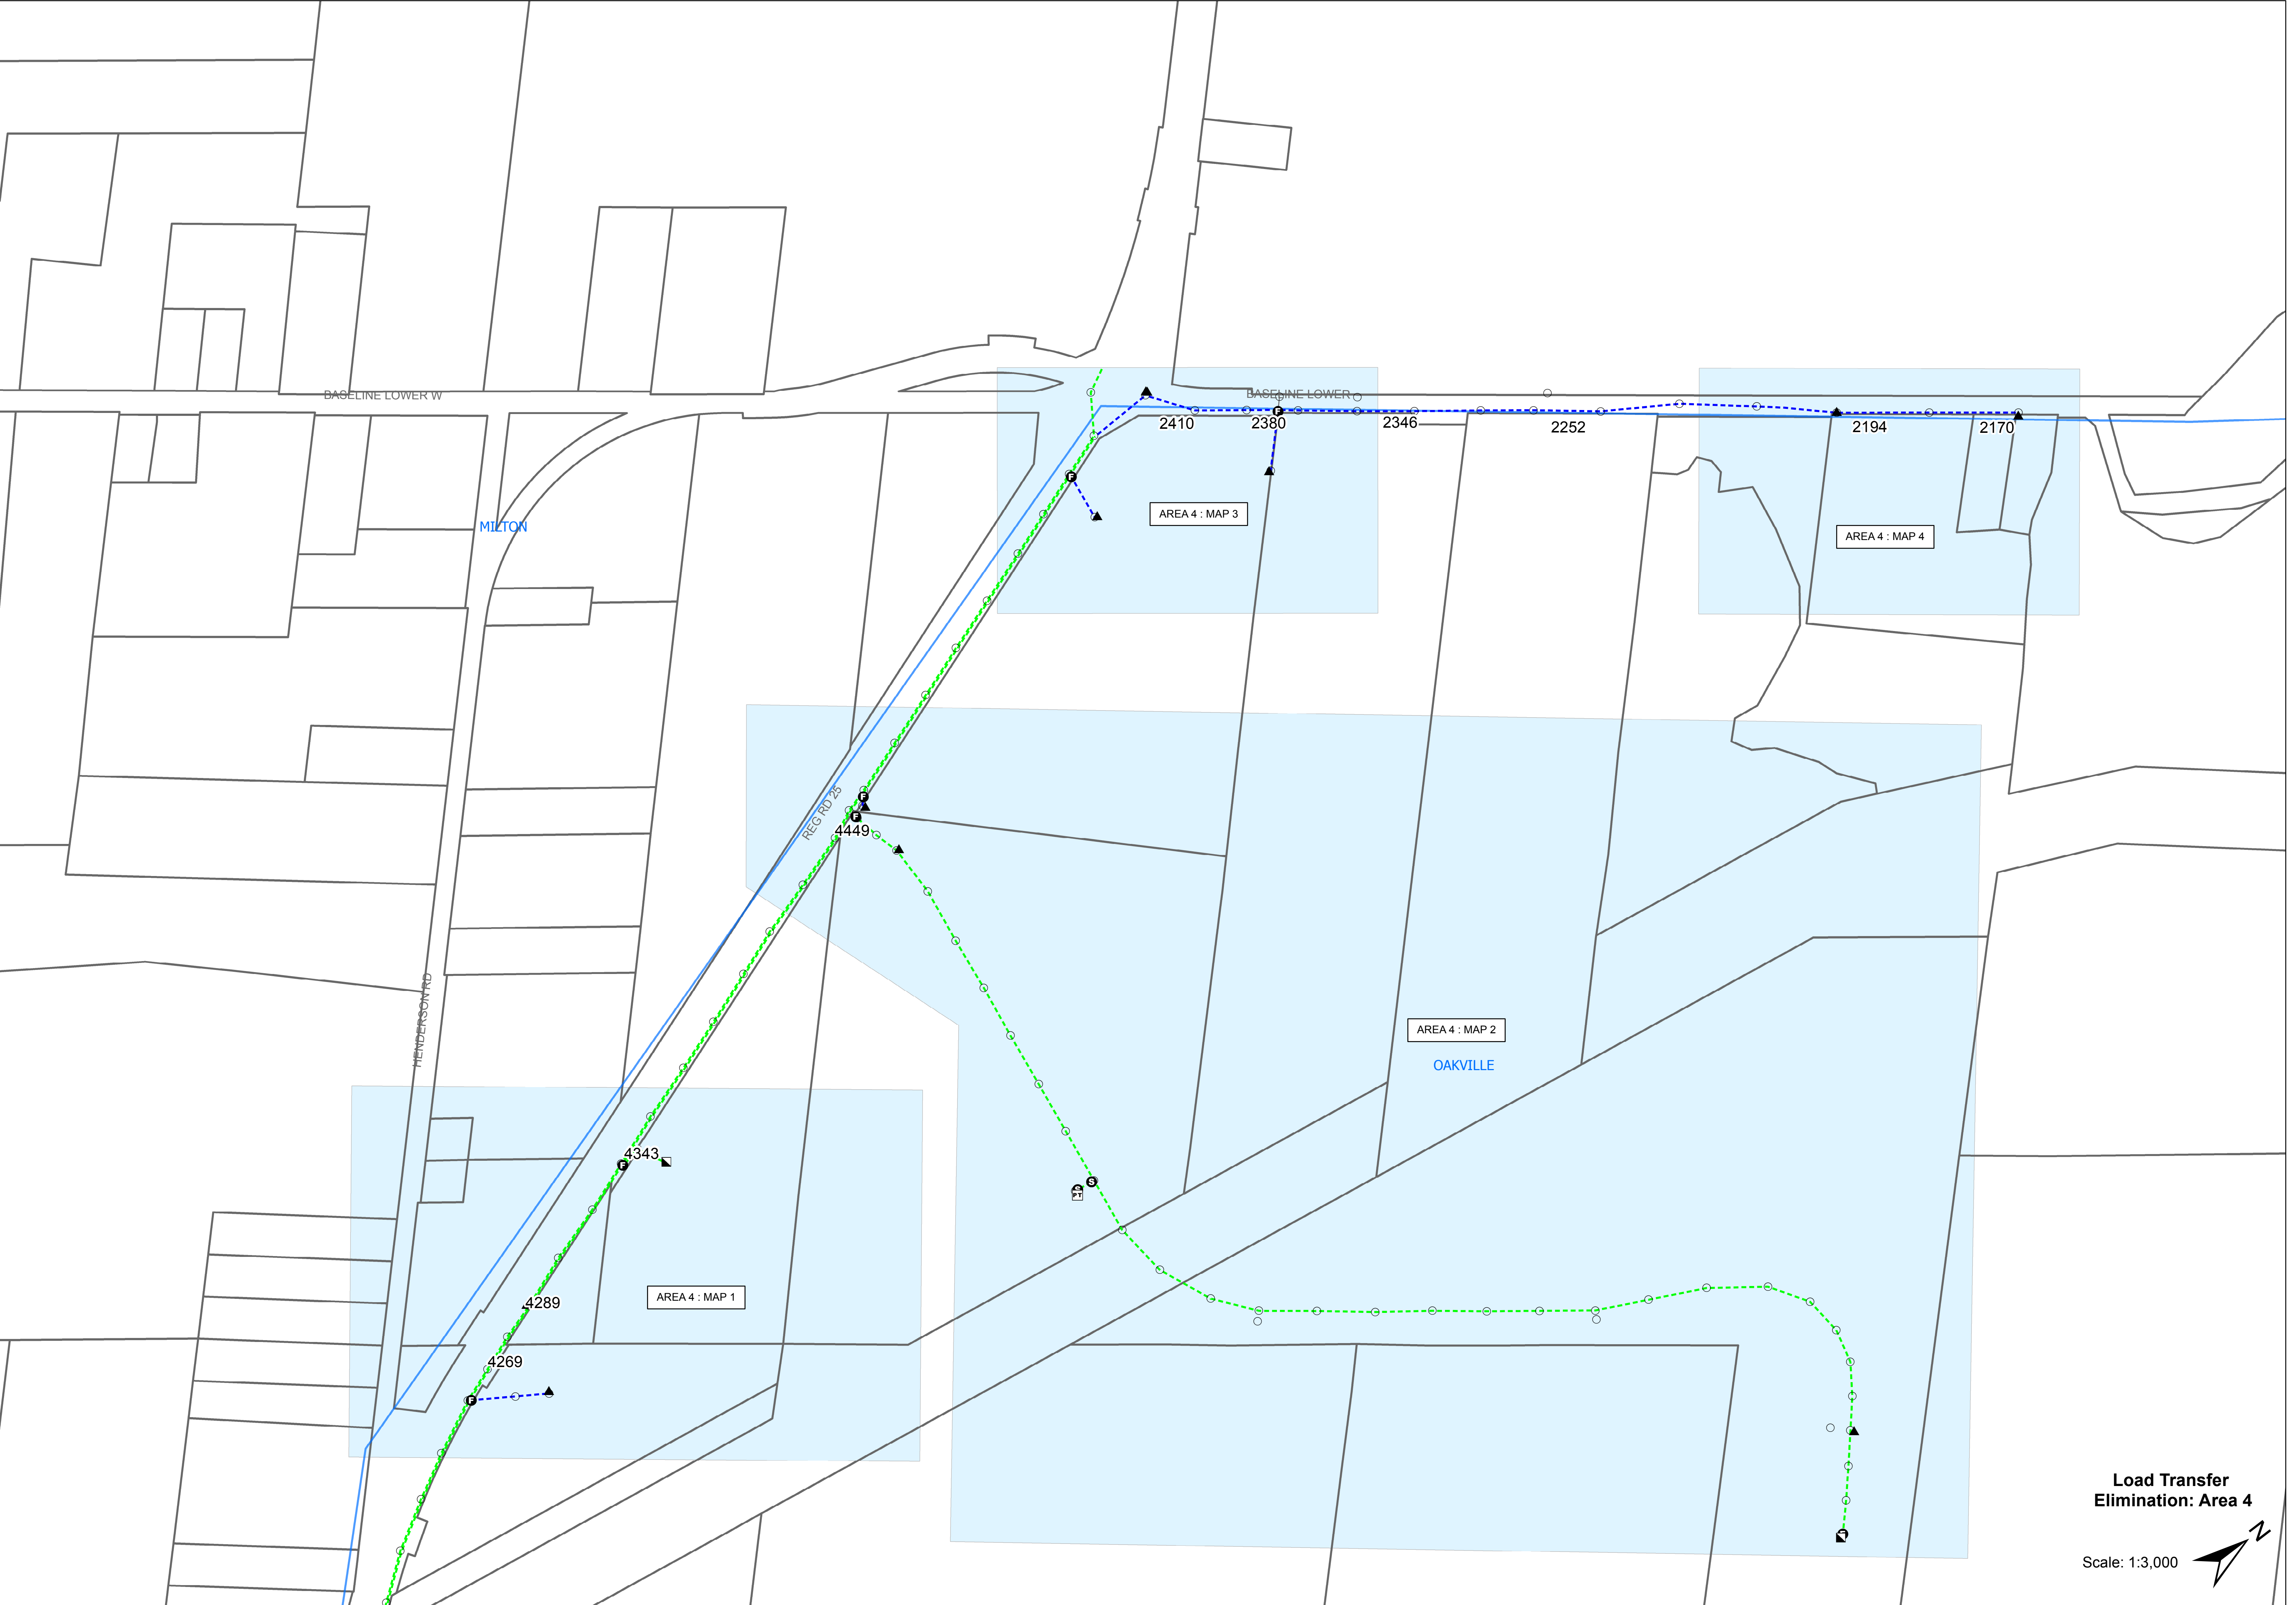 BASELINE LOWER W
BASELINE LOWER
2410
2380
2346
2252
2194
2170
AREA 4 : MAP 3
AREA 4 : MAP 4
MILTON
F
F
REG RD 25
F
F
4449
HENDERSON RD
AREA 4 : MAP 2
OAKVILLE
4343
F
S
PT
AREA 4 : MAP 1
4289
4269
F
Load Transfer
Elimination: Area 4
N
Scale: 1:3,000